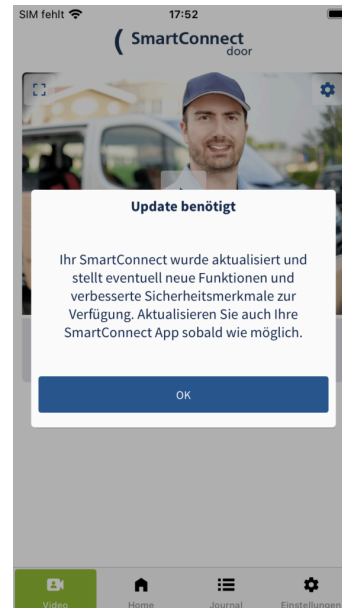 SIM fehlt 17:52
SmartConnect
door
Update benötigt
Ihr SmartConnect wurde aktualisiert und
stellt eventuell neue Funktionen und
verbesserte Sicherheitsmerkmale zur
Verfügung. Aktualisieren Sie auch Ihre
SmartConnect App sobald wie möglich.
OK
Video Home Journal Einstellungen